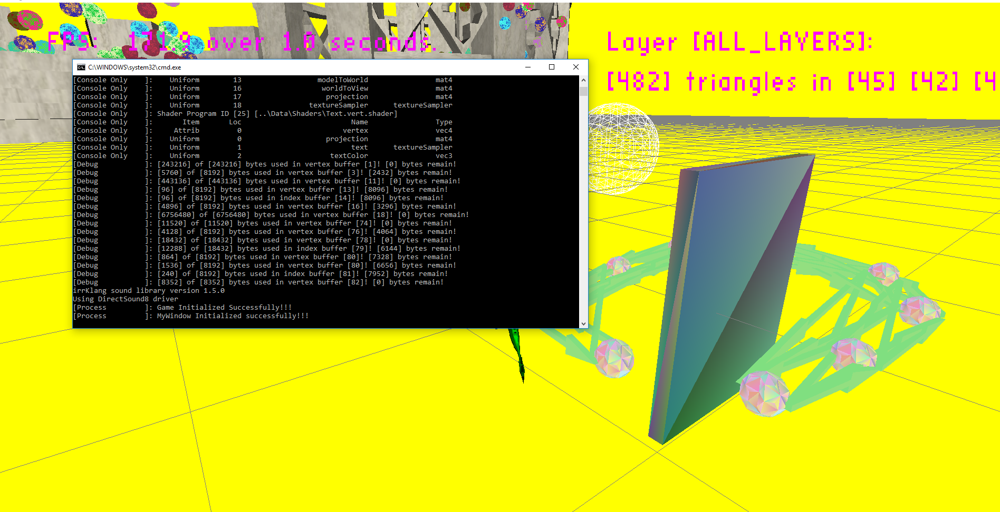 FPS: 171.9 over 1.0 seconds.
Layer [ALL_LAYERS]:
[482] triangles in [45] [42] [4
C:\WINDOWS\system32\cmd.exe
[Console Only ]: Uniform 13 modelToWorld mat4
[Console Only ]: Uniform 16 worldToView mat4
[Console Only ]: Uniform 17 projection mat4
[Console Only ]: Uniform 18 textureSampler textureSampler
[Console Only ]: Shader Program ID [25] [..\Data\Shaders\Text.vert.shader]
[Console Only ]: Item Loc Name Type
[Console Only ]: Attrib 0 vertex vec4
[Console Only ]: Uniform 0 projection mat4
[Console Only ]: Uniform 1 text textureSampler
[Console Only ]: Uniform 2 textColor vec3
[Debug ]: [243216] of [243216] bytes used in vertex buffer [1]! [0] bytes remain!
[Debug ]: [5760] of [8192] bytes used in vertex buffer [3]! [2432] bytes remain!
[Debug ]: [443136] of [443136] bytes used in vertex buffer [11]! [0] bytes remain!
[Debug ]: [96] of [8192] bytes used in vertex buffer [13]! [8096] bytes remain!
[Debug ]: [96] of [8192] bytes used in index buffer [14]! [8096] bytes remain!
[Debug ]: [4896] of [8192] bytes used in vertex buffer [16]! [3296] bytes remain!
[Debug ]: [6756480] of [6756480] bytes used in vertex buffer [18]! [0] bytes remain!
[Debug ]: [11520] of [11520] bytes used in vertex buffer [74]! [0] bytes remain!
[Debug ]: [4128] of [8192] bytes used in vertex buffer [76]! [4064] bytes remain!
[Debug ]: [18432] of [18432] bytes used in vertex buffer [78]! [0] bytes remain!
[Debug ]: [12288] of [18432] bytes used in index buffer [79]! [6144] bytes remain!
[Debug ]: [864] of [8192] bytes used in vertex buffer [80]! [7328] bytes remain!
[Debug ]: [1536] of [8192] bytes used in vertex buffer [80]! [6656] bytes remain!
[Debug ]: [240] of [8192] bytes used in index buffer [81]! [7952] bytes remain!
[Debug ]: [8352] of [8352] bytes used in vertex buffer [82]! [0] bytes remain!
irrKlang sound library version 1.5.0
Using DirectSound8 driver
[Process ]: Game Initialized Successfully!!!
[Process ]: MyWindow Initialized successfully!!!